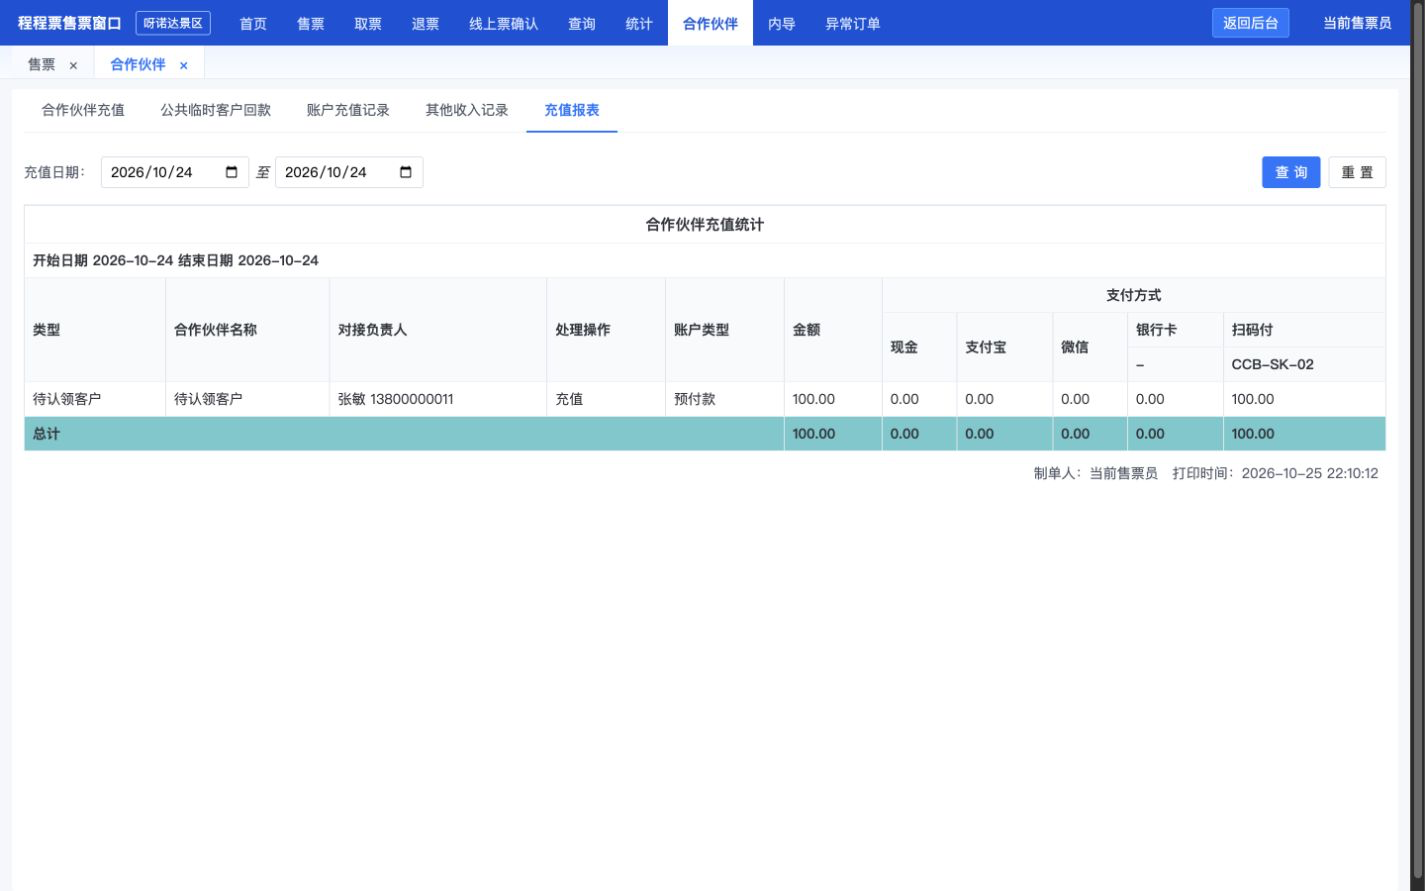 程程票售票窗口 呀诺达景区 首页 售票 取票 退票 线上票确认 查询 统计 合作伙伴 内导 异常订单 返回后台 当前售票员
售票 × 合作伙伴 ×
合作伙伴充值 公共临时客户回款 账户充值记录 其他收入记录 充值报表
充值日期： 2026/10/24 至 2026/10/24 查 询 重 置
合作伙伴充值统计
开始日期 2026-10-24 结束日期 2026-10-24
类型 合作伙伴名称 对接负责人 处理操作 账户类型 金额 支付方式
现金 支付宝 微信 银行卡 扫码付
- CCB-SK-02
待认领客户 待认领客户 张敏 13800000011 充值 预付款 100.00 0.00 0.00 0.00 0.00 100.00
总计 100.00 0.00 0.00 0.00 0.00 100.00
制单人：当前售票员 打印时间：2026-10-25 22:10:12